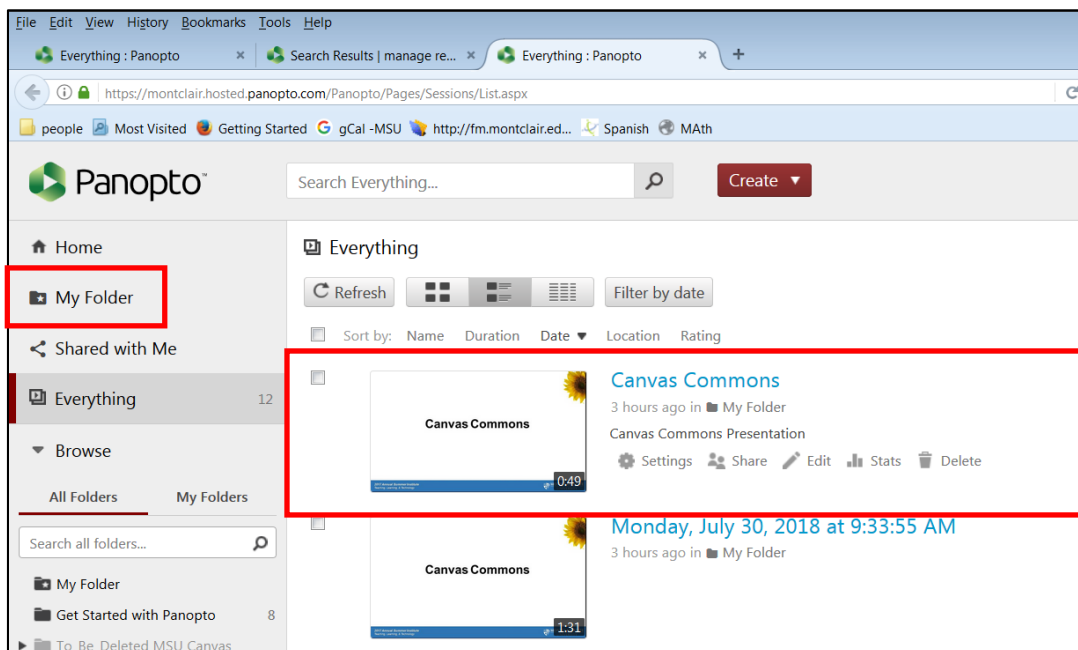 File Edit View History Bookmarks Tools Help
Everything : Panopto × Search Results | manage re... × Everything : Panopto × +
https://montclair.hosted.panopto.com/Panopto/Pages/Sessions/List.aspx
people Most Visited Getting Started gCal -MSU http://fm.montclair.ed... Spanish MAth
Panopto™ Search Everything... Create
Home
My Folder
Shared with Me
Everything 12
Browse
All Folders My Folders
Search all folders...
My Folder
Get Started with Panopto 8
To Be Deleted MSU Canvas
Everything
Refresh Filter by date
Sort by: Name Duration Date Location Rating
Canvas Commons
0:49
Canvas Commons
3 hours ago in My Folder
Canvas Commons Presentation
Settings Share Edit Stats Delete
Canvas Commons
1:31
Monday, July 30, 2018 at 9:33:55 AM
3 hours ago in My Folder